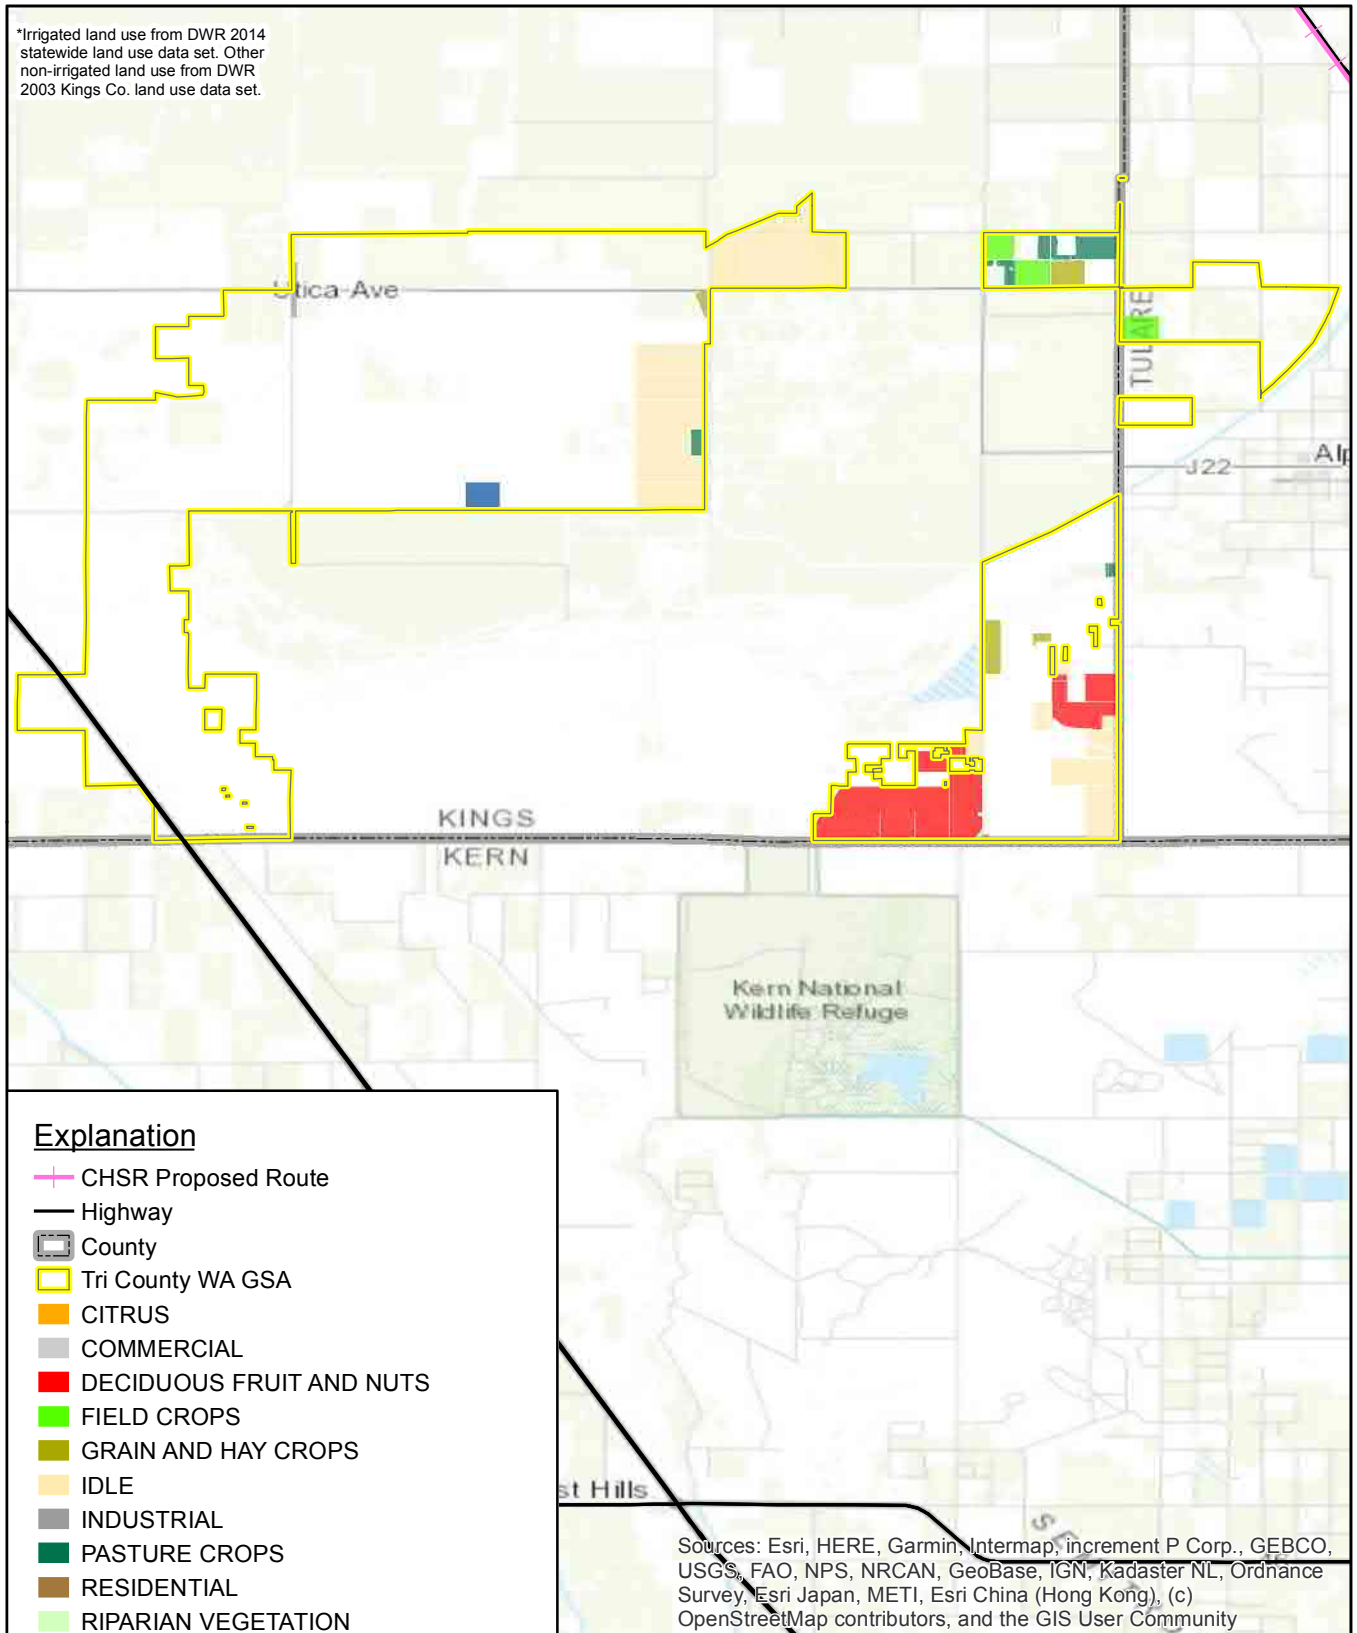 *Irrigated land use from DWR 2014
statewide land use data set. Other
non-irrigated land use from DWR
2003 Kings Co. land use data set.
Utica Ave
TULARE
J22
Alp
KINGS
KERN
Kern National
Wildlife Refuge
Explanation
CHSR Proposed Route
Highway
County
Tri County WA GSA
CITRUS
COMMERCIAL
DECIDUOUS FRUIT AND NUTS
FIELD CROPS
GRAIN AND HAY CROPS
IDLE
INDUSTRIAL
PASTURE CROPS
RESIDENTIAL
RIPARIAN VEGETATION
st Hills
Sources: Esri, HERE, Garmin, Intermap, increment P Corp., GEBCO,
USGS, FAO, NPS, NRCAN, GeoBase, IGN, Kadaster NL, Ordnance
Survey, Esri Japan, METI, Esri China (Hong Kong), (c)
OpenStreetMap contributors, and the GIS User Community